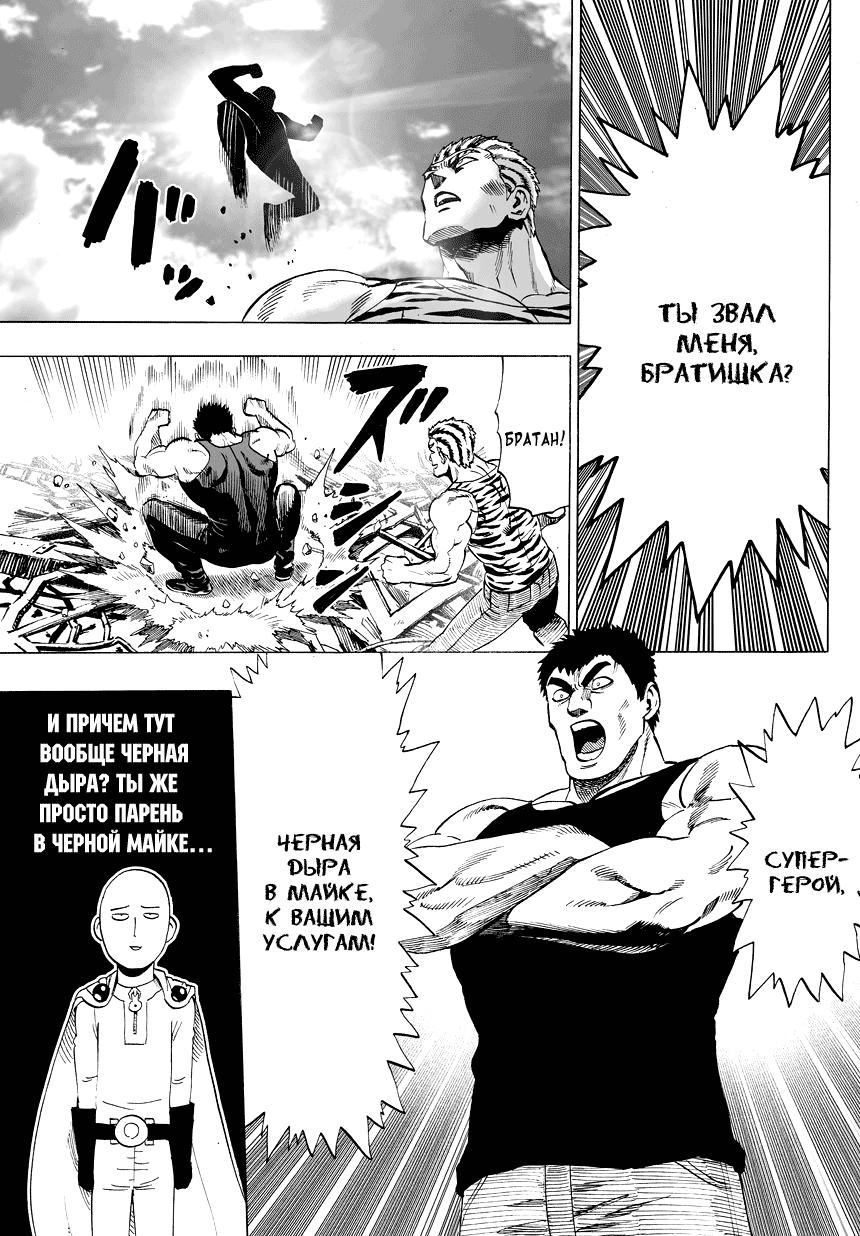 ТЫ ЗВАЛ
МЕНЯ,
БРАТИШКА?
БРАТАН!
СУПЕР-
ГЕРОЙ,
ЧЕРНАЯ
ДЫРА
В МАЙКЕ,
К ВАШИМ
УСЛУГАМ!
И ПРИЧЕМ ТУТ
ВООБЩЕ ЧЕРНАЯ
ДЫРА? ТЫ ЖЕ
ПРОСТО ПАРЕНЬ
В ЧЕРНОЙ МАЙКЕ...